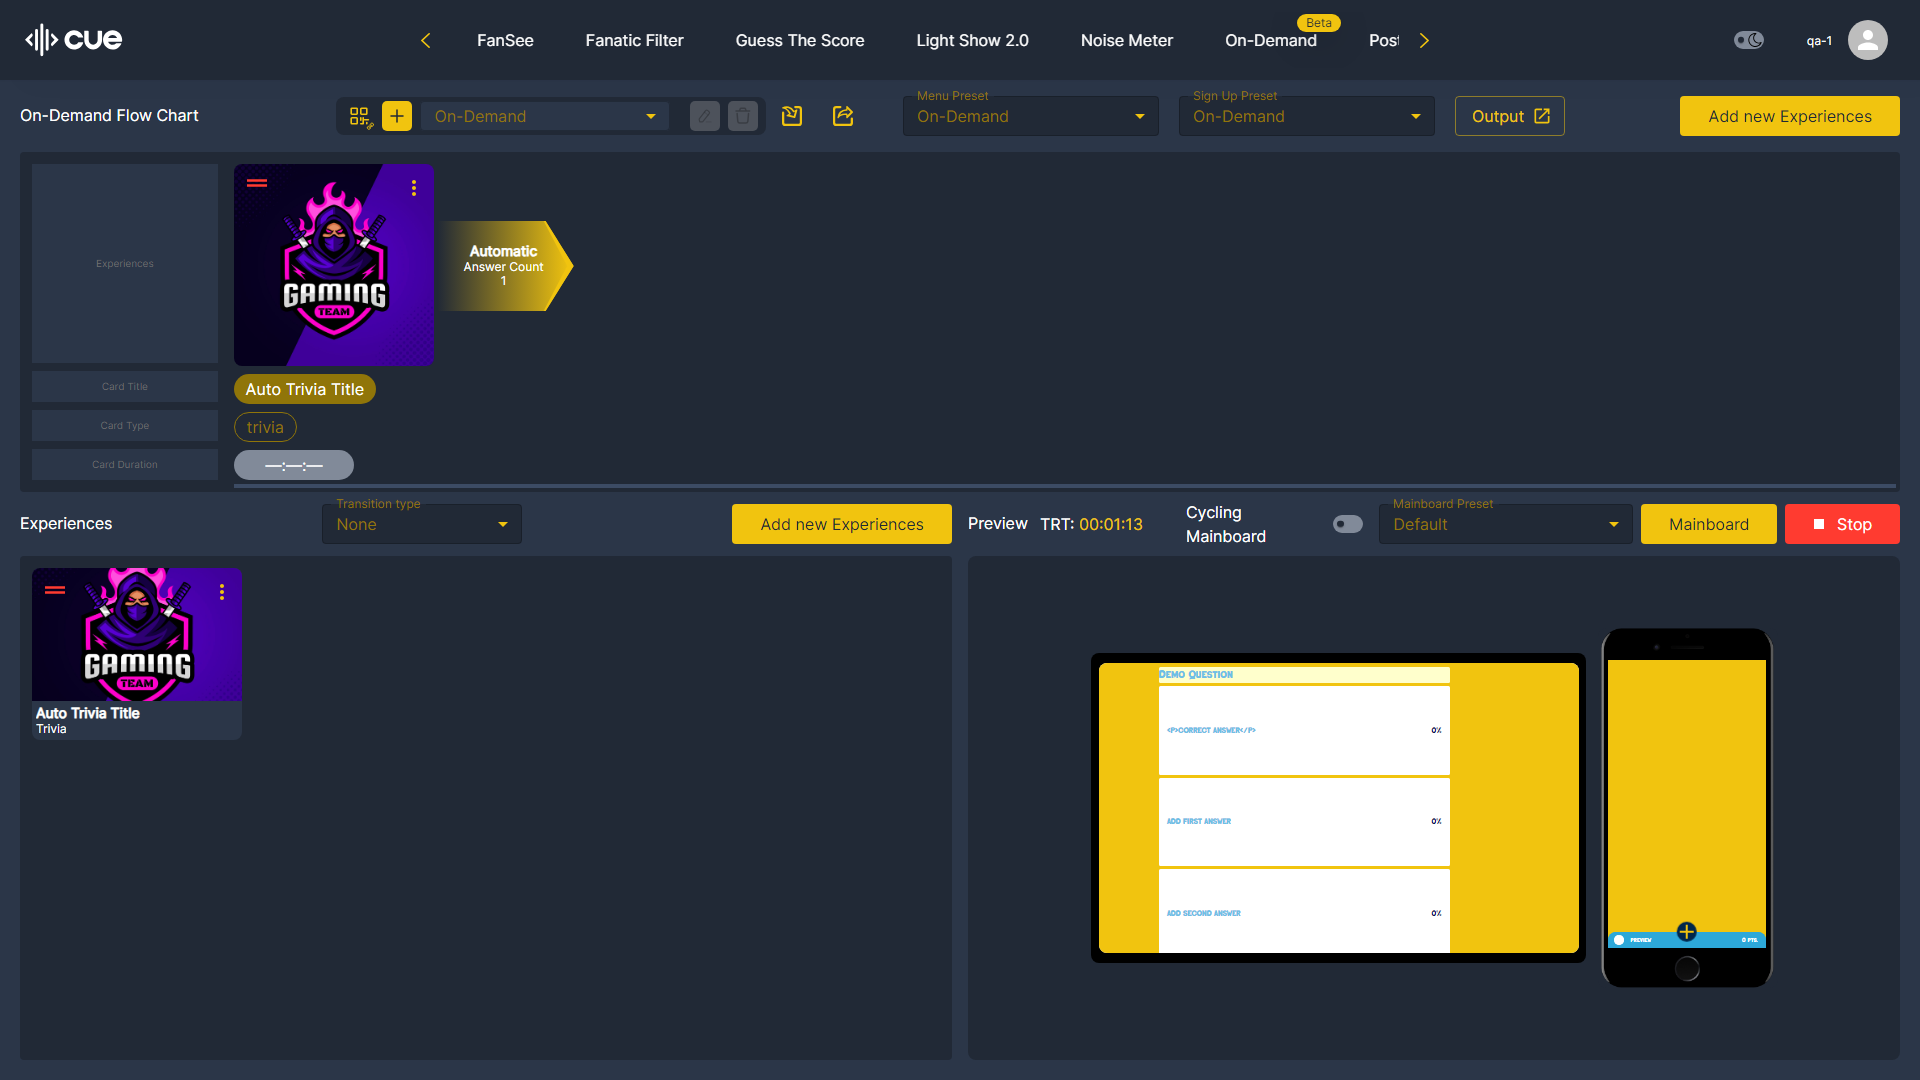 cue
FanSee
Fanatic Filter
Guess The Score
Light Show 2.0
Noise Meter
On-Demand
Beta
Pos
qa-1
On-Demand Flow Chart
On-Demand
Menu Preset
On-Demand
Sign Up Preset
On-Demand
Output
Add new Experiences
Experiences
Card Title
Card Type
Card Duration
GAMING
TEAM
Automatic
Answer Count
1
Auto Trivia Title
trivia
—:—:—
Experiences
Transition type
None
Add new Experiences
Preview
TRT: 00:01:13
Cycling
Mainboard
Mainboard Preset
Default
Mainboard
Stop
GAMING
TEAM
Auto Trivia Title
Trivia
Demo Question
<P>CORRECT ANSWER</P>
0%
ADD FIRST ANSWER
0%
ADD SECOND ANSWER
0%
PREVIEW
0 PTS.